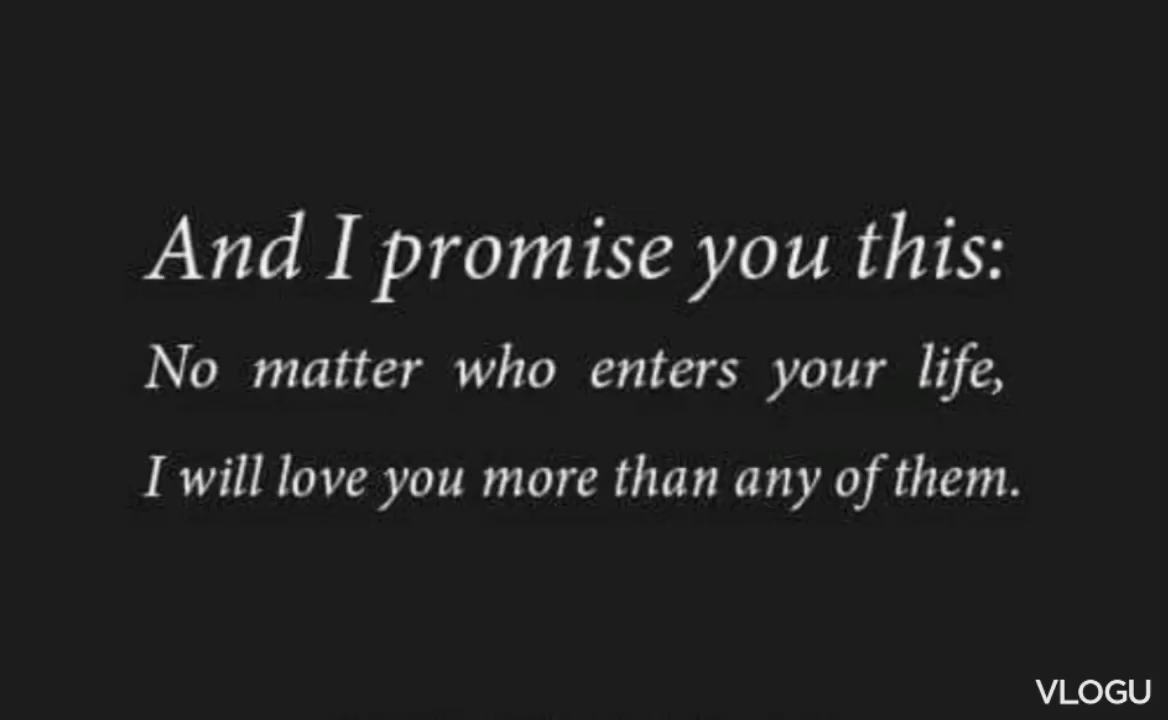 And I promise you this:
No matter who enters your life,
I will love you more than any of them.
VLOGU